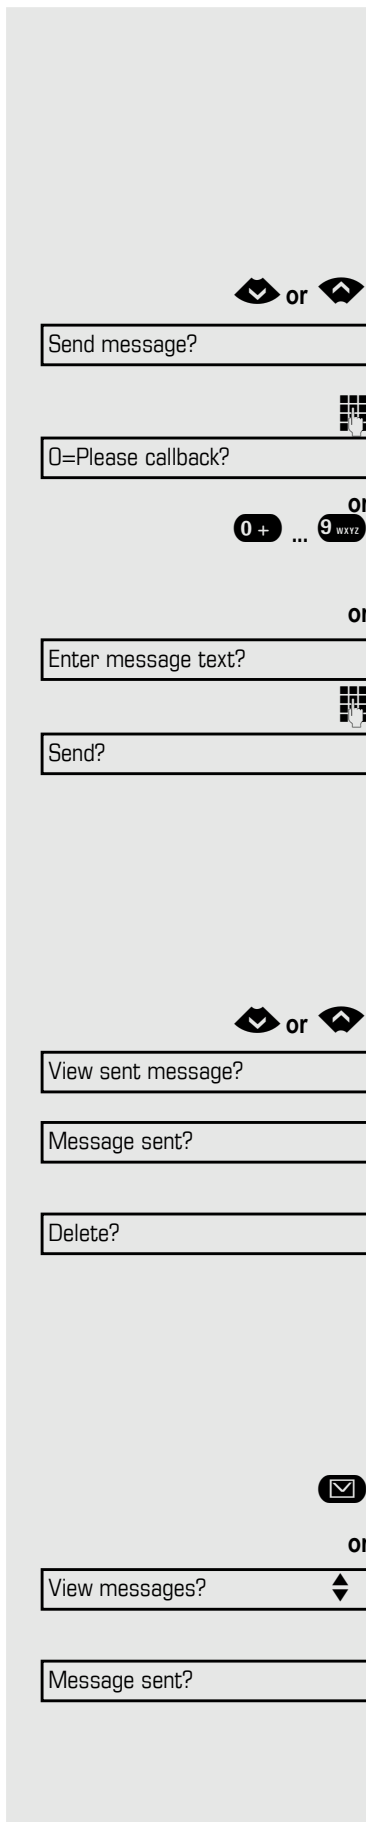 or
Send message?
0=Please callback?
or
0 + ... 9 WXYZ
or
Enter message text?
Send?
or
View sent message?
Message sent?
Delete?
or
View messages?
Message sent?